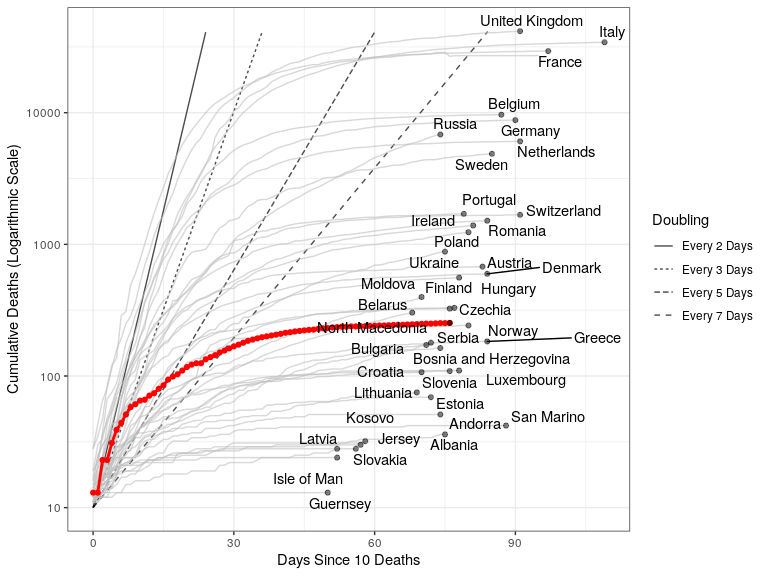 United Kingdom
Italy
France
Belgium
Russia
Germany
Netherlands
Sweden
Portugal
Switzerland
Ireland
Romania
Poland
Ukraine
Austria
Denmark
Moldova
Finland
Hungary
Belarus
Czechia
North Macedonia
Norway
Serbia
Greece
Bulgaria
Bosnia and Herzegovina
Croatia
Slovenia
Luxembourg
Lithuania
Estonia
Kosovo
San Marino
Andorra
Latvia
Jersey
Albania
Slovakia
Isle of Man
Guernsey
10000
1000
100
10
0
30
60
90
Days Since 10 Deaths
Cumulative Deaths (Logarithmic Scale)
Doubling
Every 2 Days
Every 3 Days
Every 5 Days
Every 7 Days